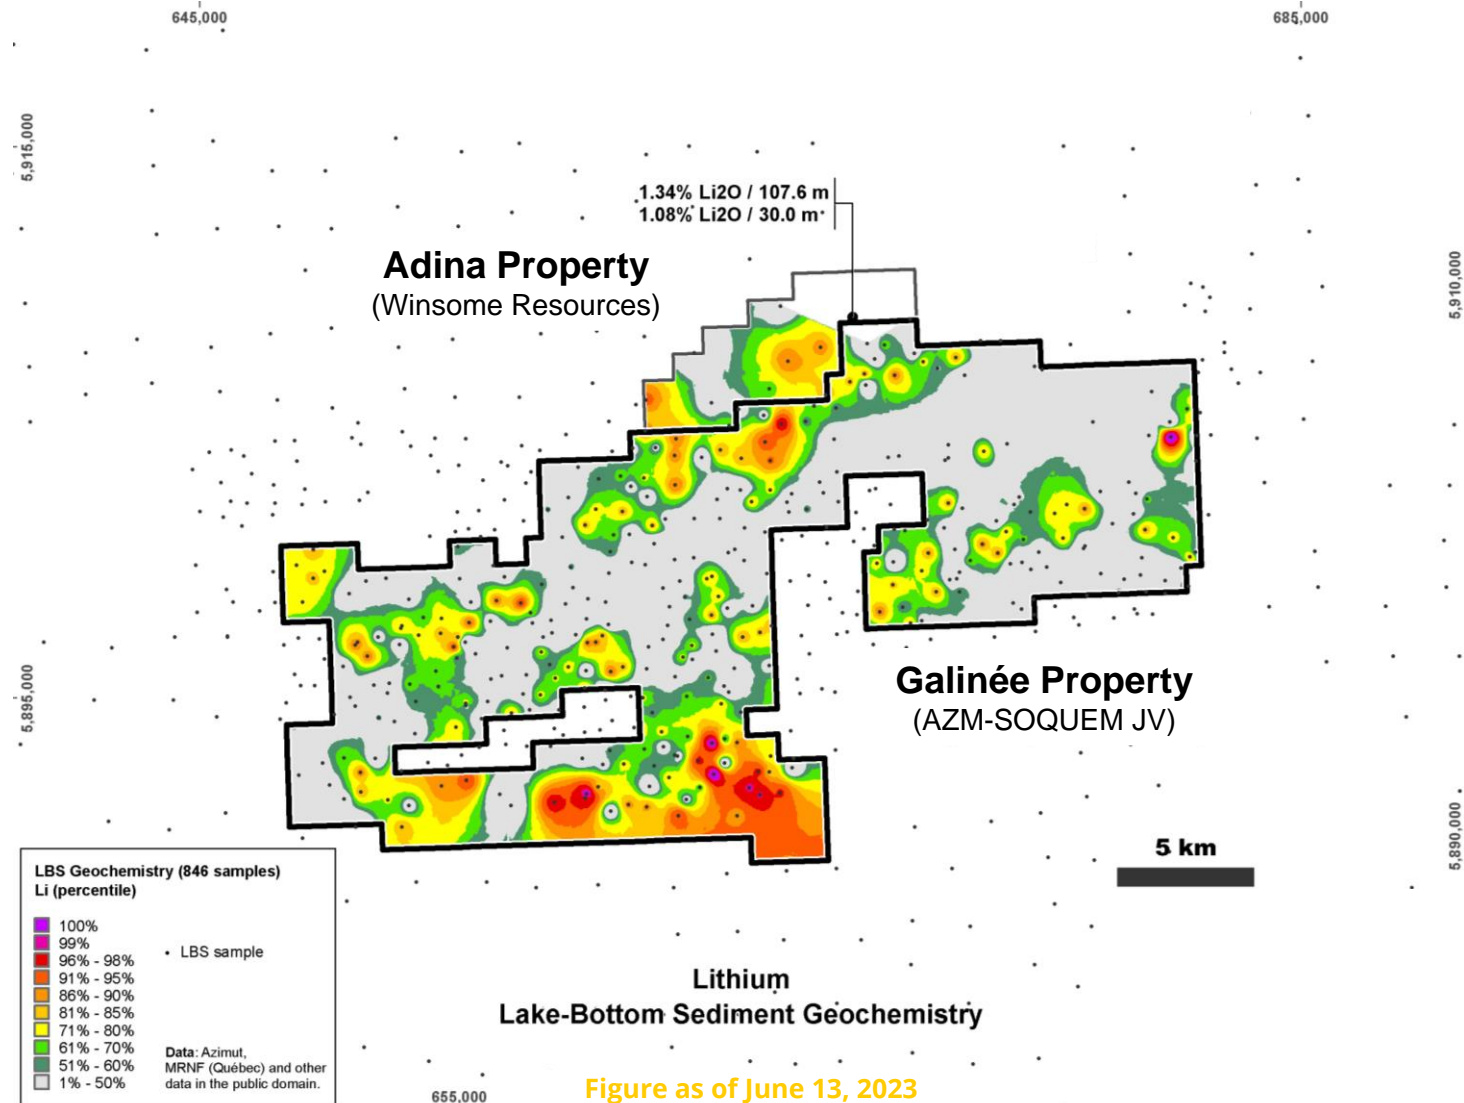 645,000
685,000
5,915,000
1.34% Li2O / 107.6 m
1.08% Li2O / 30.0 m
Adina Property
(Winsome Resources)
5,910,000
Galinée Property
(AZM-SOQUEM JV)
5,895,000
5 km
5,890,000
LBS Geochemistry (846 samples)
Li (percentile)
100%
99%
96% - 98%
91% - 95%
86% - 90%
81% - 85%
71% - 80%
61% - 70%
51% - 60%
1% - 50%
LBS sample
Data: Azimut,
MRNF (Québec) and other
data in the public domain.
Lithium
Lake-Bottom Sediment Geochemistry
655,000
Figure as of June 13, 2023